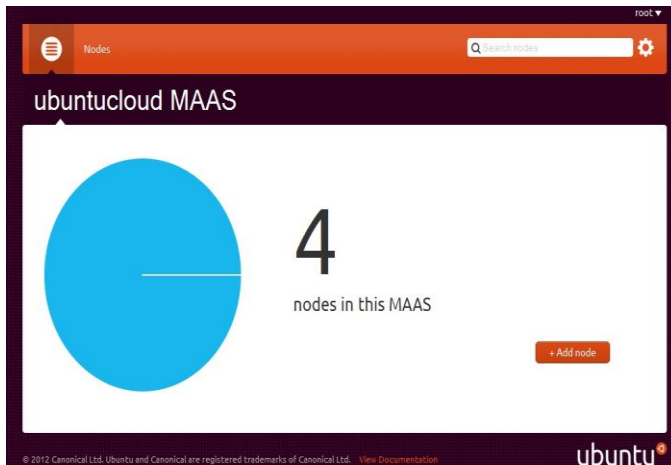 root ▼
Nodes
Search nodes
ubuntucloud MAAS
4
nodes in this MAAS
+ Add node
© 2012 Canonical Ltd. Ubuntu and Canonical are registered trademarks of Canonical Ltd. View Documentation
ubuntu